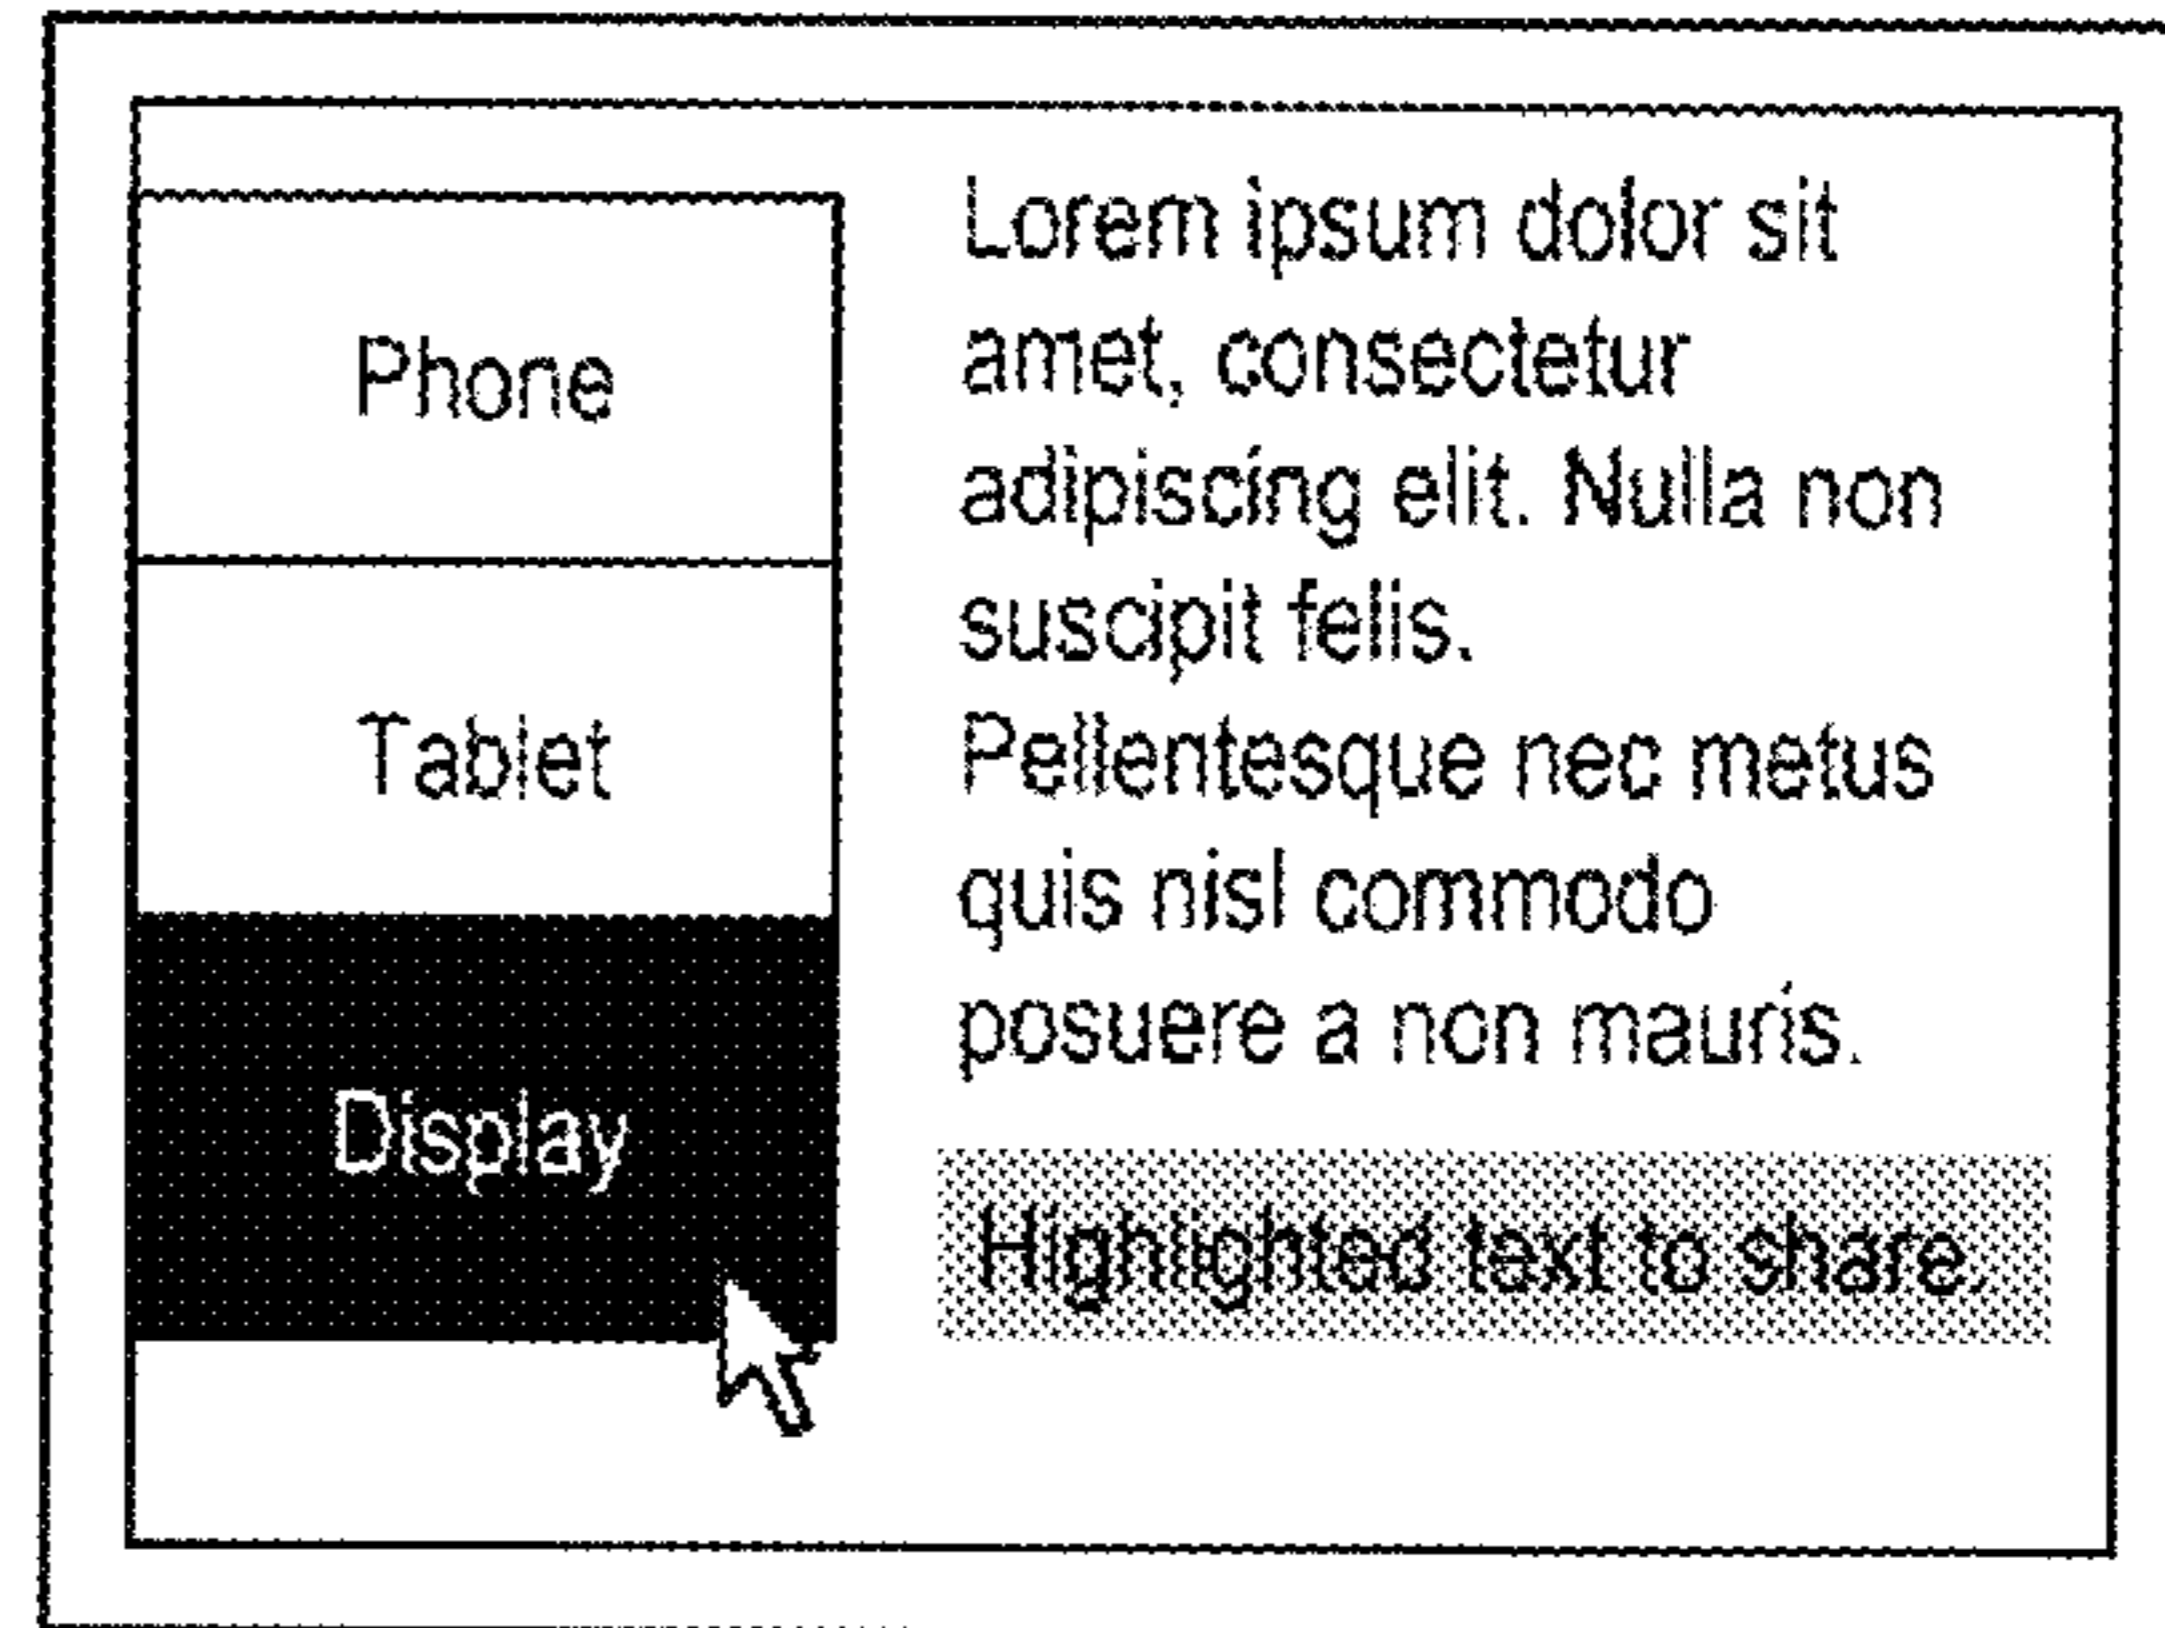 Phone
Tablet
Display
Lorem ipsum dolor sit
amet, consectetur
adipiscing elit. Nulla non
suscipit felis.
Pellentesque nec metus
quis nisl commodo
posuere a non mauris.
Highlighted text to share.